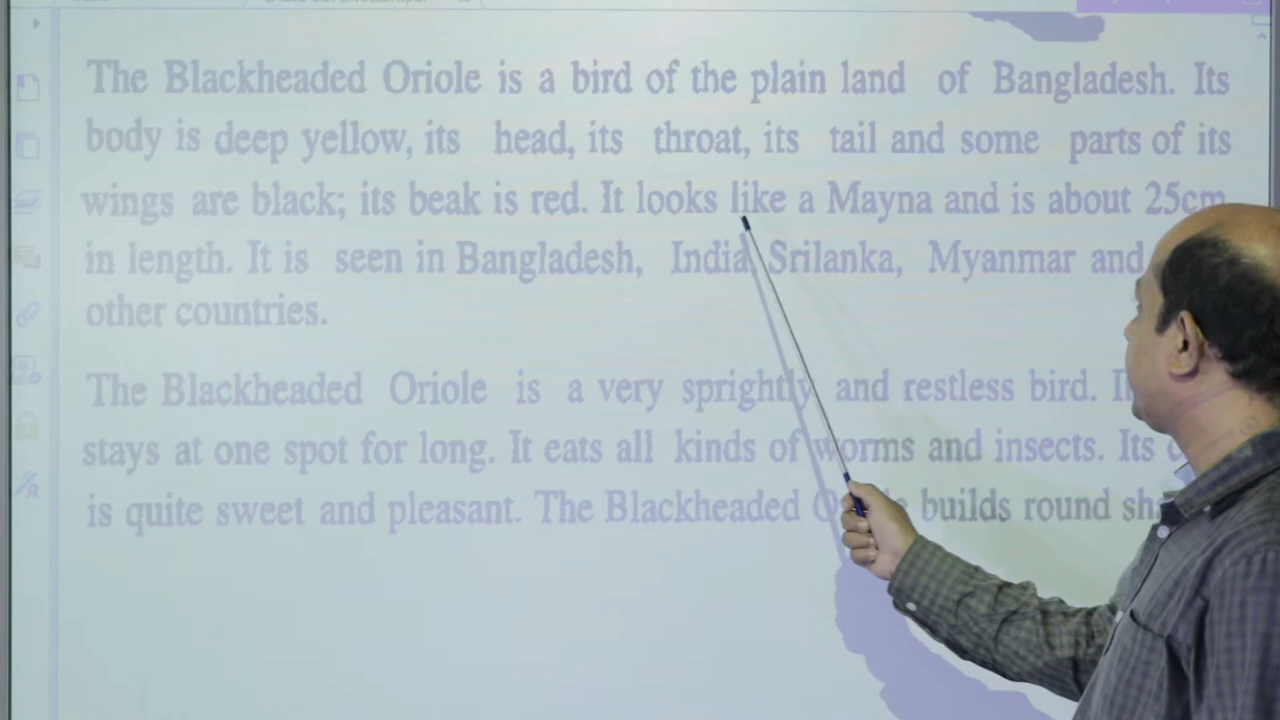 The Blackheaded Oriole is a bird of the plain land of Bangladesh. Its
body is deep yellow, its head, its throat, its tail and some parts of its
wings are black; its beak is red. It looks like a Mayna and is about 25cm
in length. It is seen in Bangladesh, India, Srilanka, Myanmar and
other countries.
The Blackheaded Oriole is a very sprightly and restless bird.
stays at one spot for long. It eats all kinds of worms and insects. Its
is quite sweet and pleasant. The Blackheaded builds round